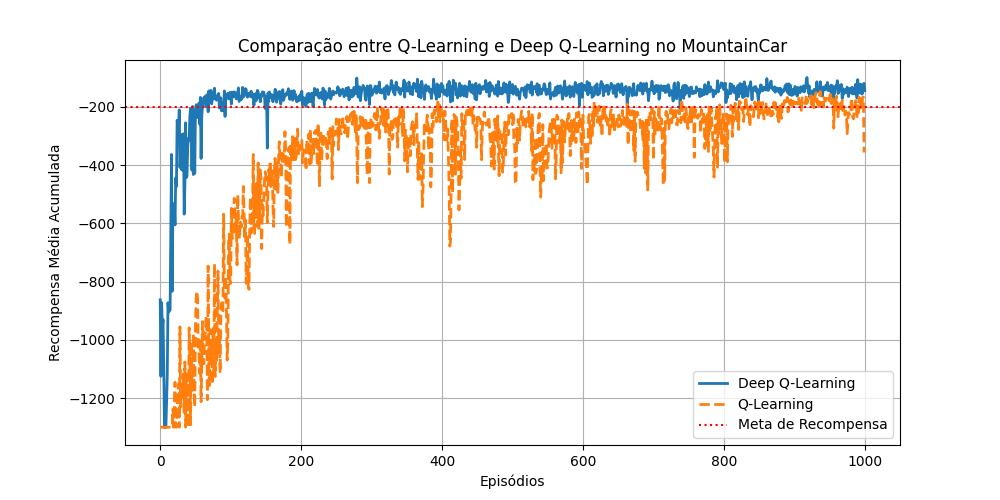 Comparação entre Q-Learning e Deep Q-Learning no MountainCar
Recompensa Média Acumulada
−200
−400
−600
−800
−1000
−1200
0
200
400
600
800
1000
Episódios
Deep Q-Learning
Q-Learning
Meta de Recompensa